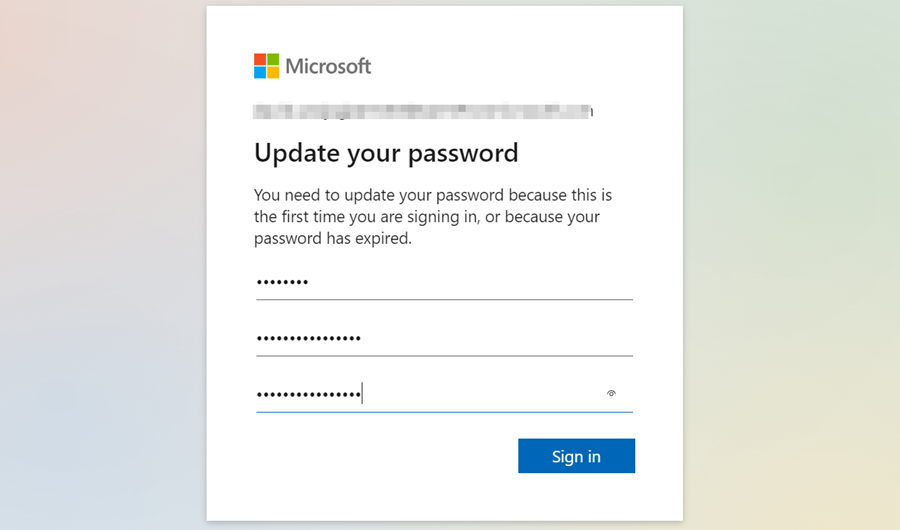 Microsoft
Update your password
You need to update your password because this is
the first time you are signing in, or because your
password has expired.
••••••••
••••••••••••••••
••••••••••••••••
Sign in